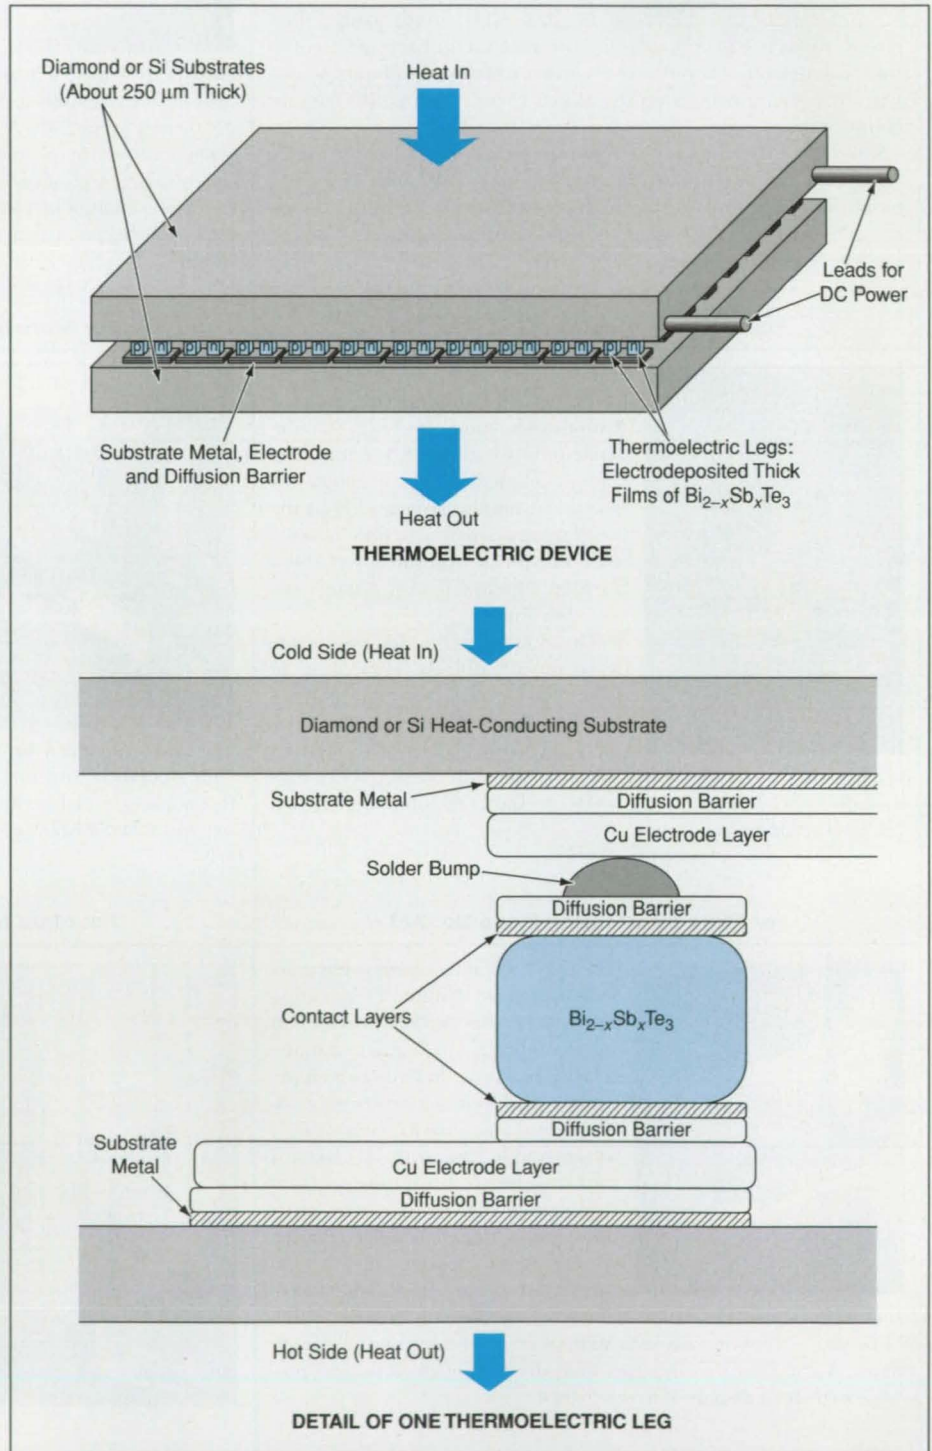 Diamond or Si Substrates
(About 250 μm Thick)
Heat In
Leads for
DC Power
p n p n p n p n p n p n p n p n p n p n
Substrate Metal, Electrode
and Diffusion Barrier
Thermoelectric Legs:
Electrodeposited Thick
Films of Bi2–xSbxTe3
Heat Out
THERMOELECTRIC DEVICE
Cold Side (Heat In)
Diamond or Si Heat-Conducting Substrate
Substrate Metal
Diffusion Barrier
Cu Electrode Layer
Solder Bump
Diffusion Barrier
Contact Layers
Bi2–xSbxTe3
Diffusion Barrier
Substrate
Metal
Cu Electrode Layer
Diffusion Barrier
Hot Side (Heat Out)
DETAIL OF ONE THERMOELECTRIC LEG